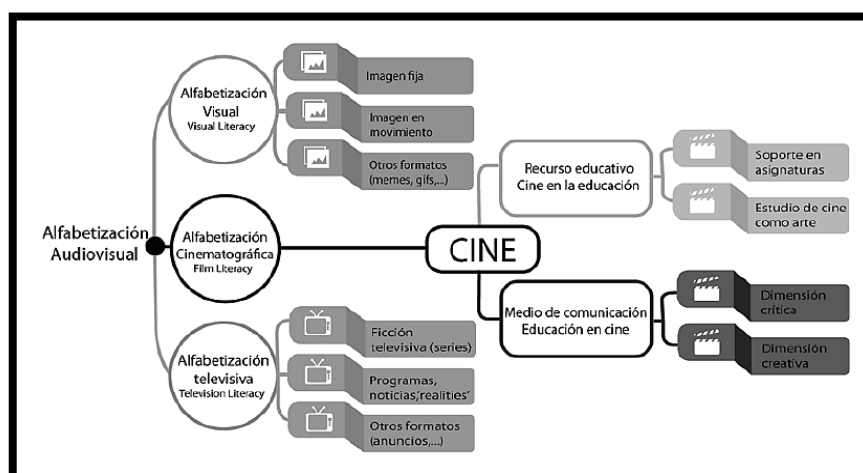 Alfabetización
Audiovisual
Alfabetización
Visual
Visual Literacy
Imagen fija
Imagen en
movimiento
Otros formatos
(memes, gifs,...)
Alfabetización
Cinematográfica
Film Literacy
Alfabetización
televisiva
Television Literacy
Ficción
televisiva (series)
Programas,
noticias,'realities'
Otros formatos
(anuncios,...)
CINE
Recurso educativo
Cine en la educación
Soporte en
asignaturas
Estudio de cine
como arte
Medio de comunicación
Educación en cine
Dimensión
crítica
Dimensión
creativa